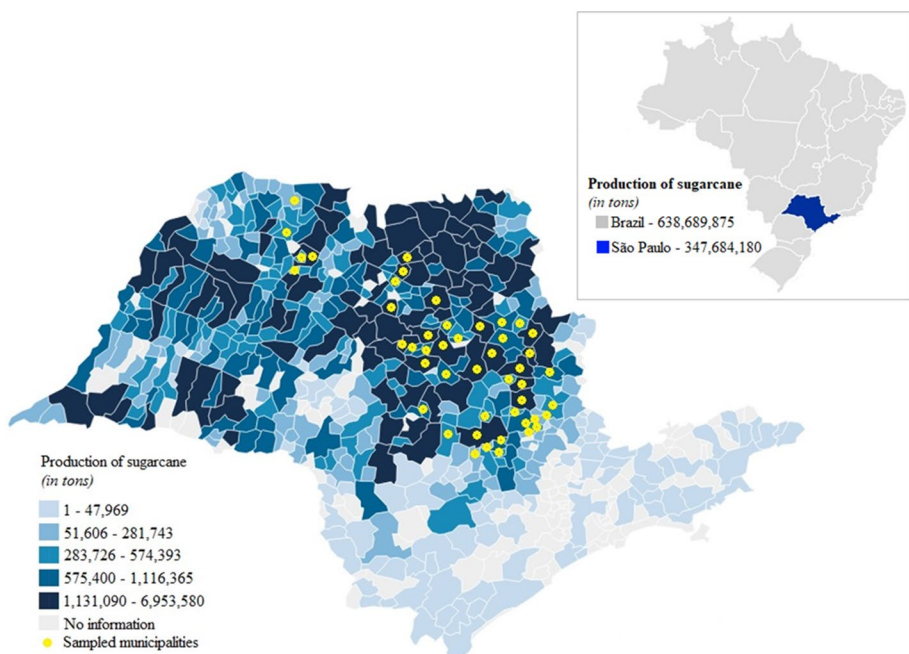 Production of sugarcane
(in tons)
Brazil - 638,689,875
São Paulo - 347,684,180
Production of sugarcane
(in tons)
1 - 47,969
51,606 - 281,743
283,726 - 574,393
575,400 - 1,116,365
1,131,090 - 6,953,580
No information
Sampled municipalities